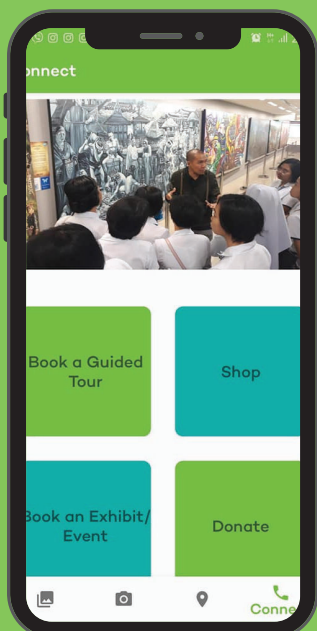 onnect
Book a Guided
Tour
Shop
Book an Exhibit/
Event
Donate
Conne